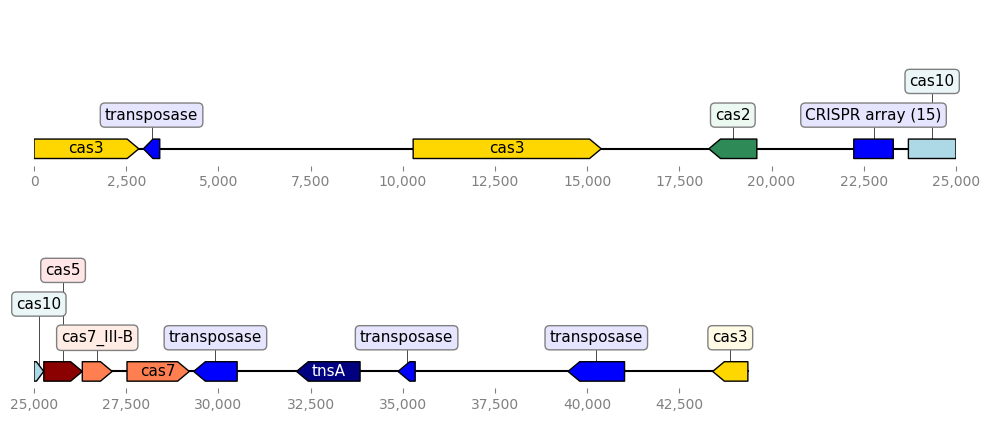 cas10
transposase cas2 CRISPR array (15)
cas3 cas3
0 2,500 5,000 7,500 10,000 12,500 15,000 17,500 20,000 22,500 25,000
cas5
cas10
cas7_III-B transposase transposase transposase cas3
cas7 tnsA
25,000 27,500 30,000 32,500 35,000 37,500 40,000 42,500